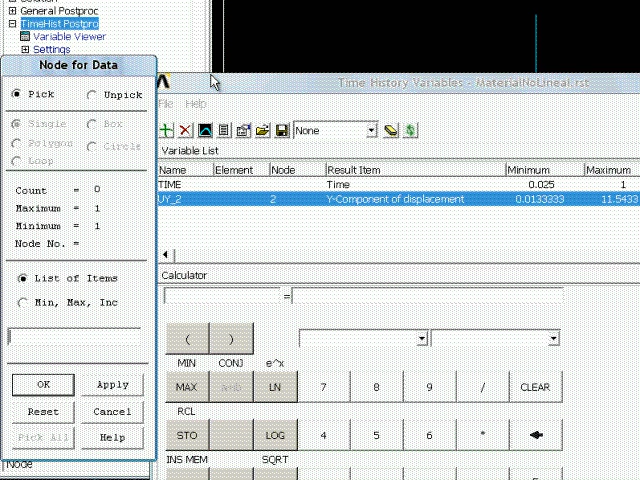 Solution
General Postproc
TimeHist Postpro
Variable Viewer
Settings
Node for Data
Pick
Unpick
Single
Box
Polygon
Circle
Loop
Count = 0
Maximum = 1
Minimum = 1
Node No. =
List of Items
Min, Max, Inc
OK
Apply
Reset
Cancel
Pick All
Help
Node
Time History Variables - MaterialNoLineal.rst
File Help
None
Variable List
Name Element Node Result Item Minimum Maximum
TIME Time 0.025 1
UY_2 2 Y-Component of displacement 0.0133333 11.5433
Calculator
=
( )
MIN CONJ e^x
MAX a+ib LN 7 8 9 / CLEAR
RCL
STO LOG 4 5 6 *
INS MEM SQRT